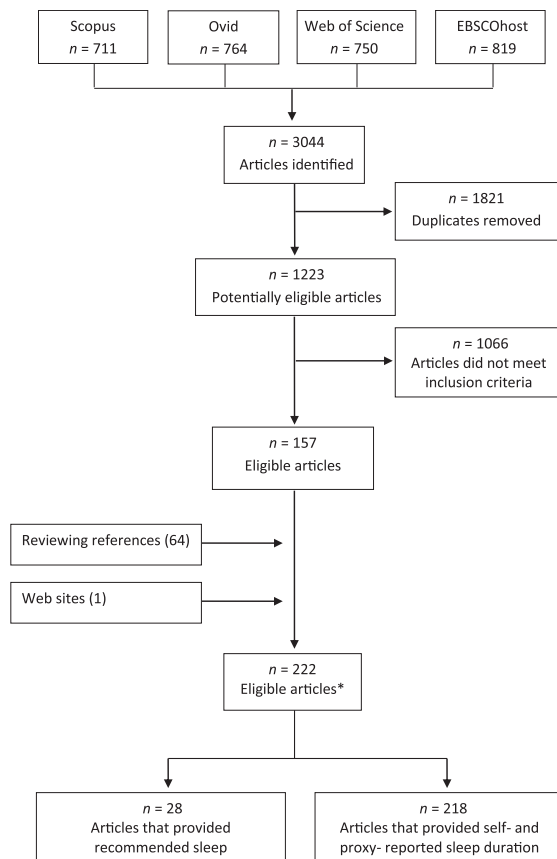 Scopus
n = 711
Ovid
n = 764
Web of Science
n = 750
EBSCOhost
n = 819
n = 3044
Articles identified
n = 1821
Duplicates removed
n = 1223
Potentially eligible articles
n = 1066
Articles did not meet
inclusion criteria
n = 157
Eligible articles
Reviewing references (64)
Web sites (1)
n = 222
Eligible articles*
n = 28
Articles that provided
recommended sleep
n = 218
Articles that provided self- and
proxy- reported sleep duration